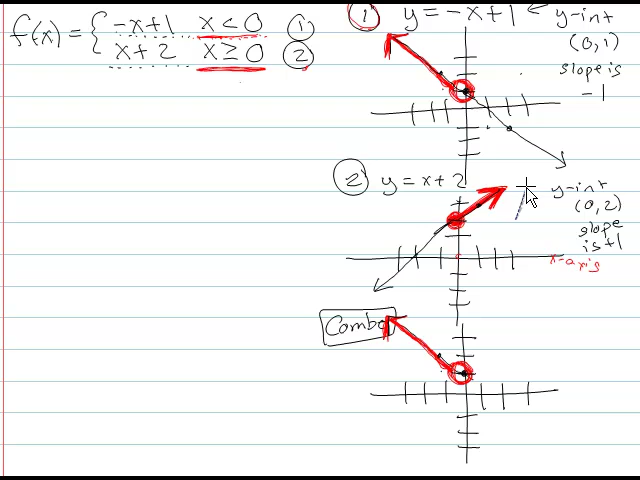 f(x) = { -x+1 x < 0 ①
x+2 x ≥ 0 ②
① y = -x+1 ← y-int
(0,1)
slope is
-1
② y = x+2 y-int
(0,2)
slope
is +1
x-axis
Combo